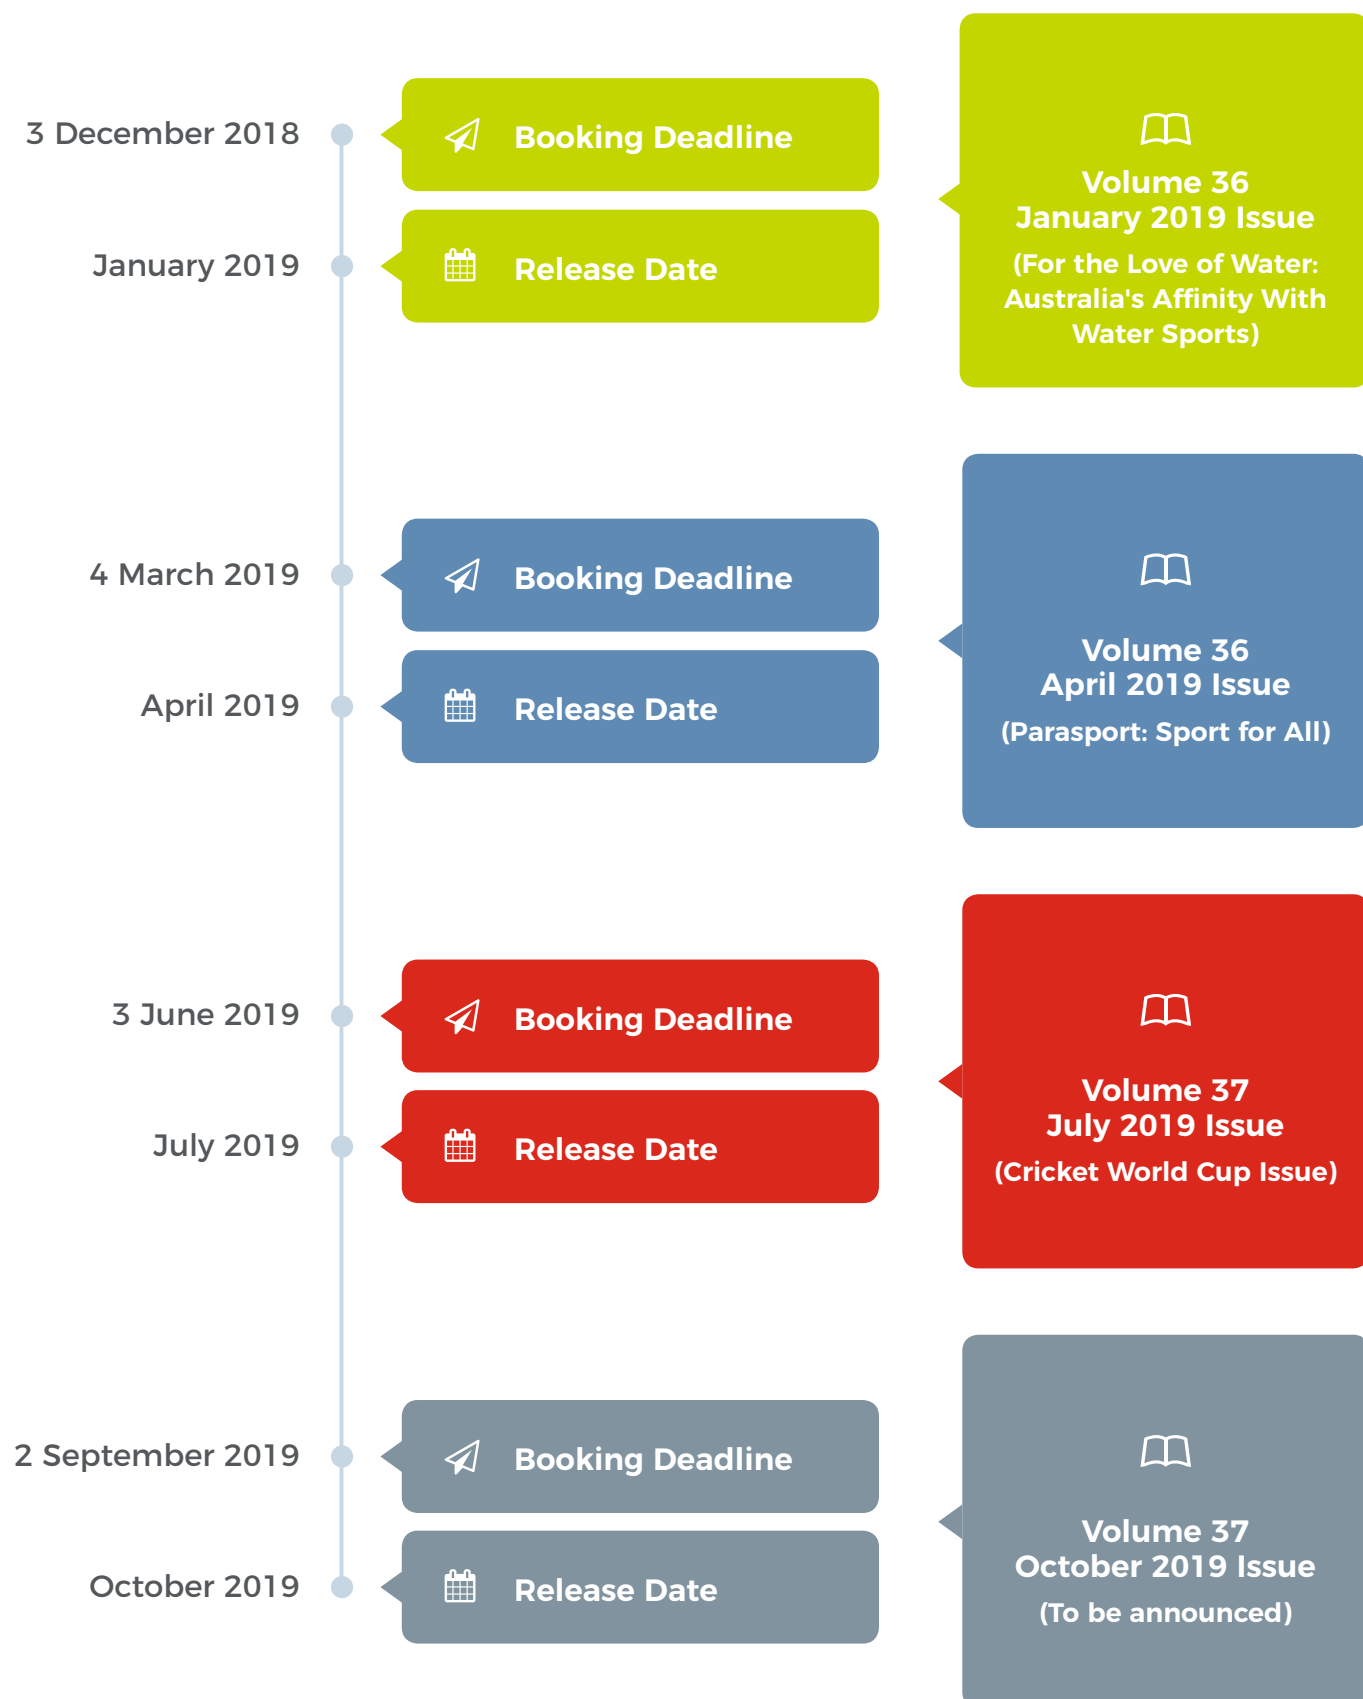 3 December 2018
Booking Deadline
January 2019
Release Date
Volume 36
January 2019 Issue
(For the Love of Water:
Australia's Affinity With
Water Sports)
4 March 2019
Booking Deadline
April 2019
Release Date
Volume 36
April 2019 Issue
(Parasport: Sport for All)
3 June 2019
Booking Deadline
July 2019
Release Date
Volume 37
July 2019 Issue
(Cricket World Cup Issue)
2 September 2019
Booking Deadline
October 2019
Release Date
Volume 37
October 2019 Issue
(To be announced)